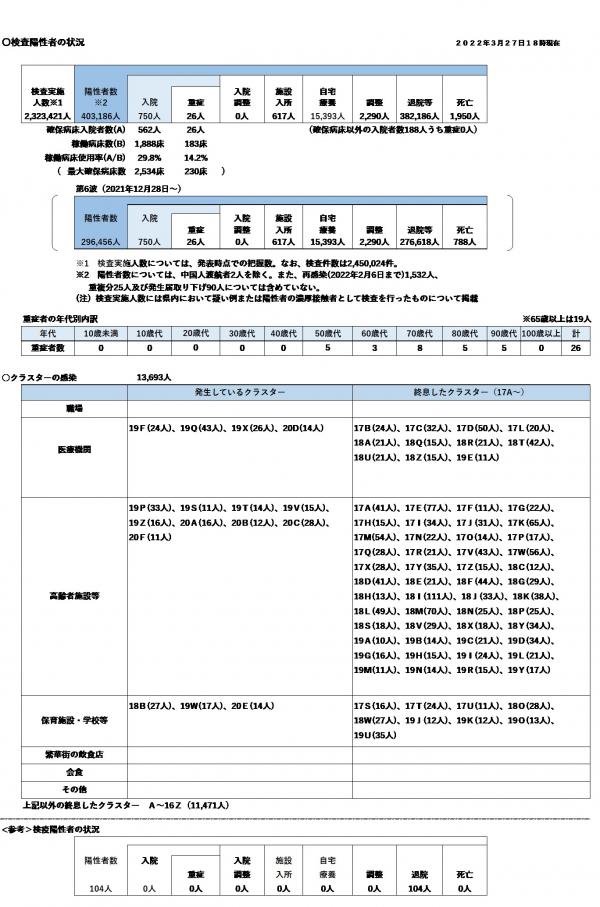 〇検査陽性者の状況
２０２２年３月２７日１８時現在
検査実施人数※1 陽性者数※2 入院 重症 入院調整 施設入所 自宅療養 調整 退院等 死亡
2,323,421人 403,186人 750人 26人 0人 617人 15,393人 2,290人 382,186人 1,950人
確保病床入院者数(A) 562人 26人 (確保病床以外の入院者数188人うち重症0人)
稼働病床数(B) 1,888床 183床
稼働病床使用率(A/B) 29.8% 14.2%
( 最大確保病床数 2,534床 230床 )
第6波（2021年12月28日～）
陽性者数 入院 重症 入院調整 施設入所 自宅療養 調整 退院等 死亡
296,456人 750人 26人 0人 617人 15,393人 2,290人 276,618人 788人
※1 検査実施人数については、発表時点での把握数。なお、検査件数は2,450,024件。
※2 陽性者数については、中国人渡航者2人を除く。また、再感染(2022年2月6日まで)1,532人、
重複分25人及び発生届取り下げ90人については含めていない。
（注）検査実施人数には県内において疑い例または陽性者の濃厚接触者として検査を行ったものについて掲載
重症者の年代別内訳 ※65歳以上は19人
年代 10歳未満 10歳代 20歳代 30歳代 40歳代 50歳代 60歳代 70歳代 80歳代 90歳代 100歳以上 計
重症者数 0 0 0 0 0 5 3 8 5 5 0 26
〇クラスターの感染 13,693人
発生しているクラスター 終息したクラスター（17A～）
職場
医療機関
19F(24人)、19Q(43人)、19X(26人)、20D(14人)
17B(24人)、17C(32人)、17D(50人)、17L(20人)、
18A(21人)、18Q(15人)、18R(21人)、18T(42人)、
18U(21人)、18Z(15人)、19E(11人)
高齢者施設等
19P(33人)、19S(11人)、19T(14人)、19V(15人)、
19Z(16人)、20A(16人)、20B(12人)、20C(28人)、
20F(11人)
17A(41人)、17E(77人)、17F(11人)、17G(22人)、
17H(15人)、17I(34人)、17J(31人)、17K(65人)、
17M(54人)、17N(22人)、17O(14人)、17P(17人)、
17Q(28人)、17R(21人)、17V(43人)、17W(56人)、
17X(28人)、17Y(35人)、17Z(15人)、18C(12人)、
18D(41人)、18E(21人)、18F(44人)、18G(29人)、
18H(13人)、18I(111人)、18J(33人)、18K(38人)、
18L(49人)、18M(70人)、18N(25人)、18P(25人)、
18S(18人)、18V(29人)、18X(18人)、18Y(34人)、
19A(10人)、19B(14人)、19C(21人)、19D(34人)、
19G(16人)、19H(15人)、19I(24人)、19L(21人)、
19M(11人)、19N(14人)、19R(15人)、19Y(17人)
保育施設・学校等
18B(27人)、19W(17人)、20E(14人)
17S(16人)、17T(24人)、17U(11人)、18O(28人)、
18W(27人)、19J(12人)、19K(12人)、19O(13人)、
19U(35人)
繁華街の飲食店
会食
その他
上記以外の終息したクラスター A～16Z（11,471人）
<参考>検疫陽性者の状況
陽性者数 入院 重症 入院調整 施設入所 自宅療養 調整 退院 死亡
104人 0人 0人 0人 0人 0人 0人 104人 0人